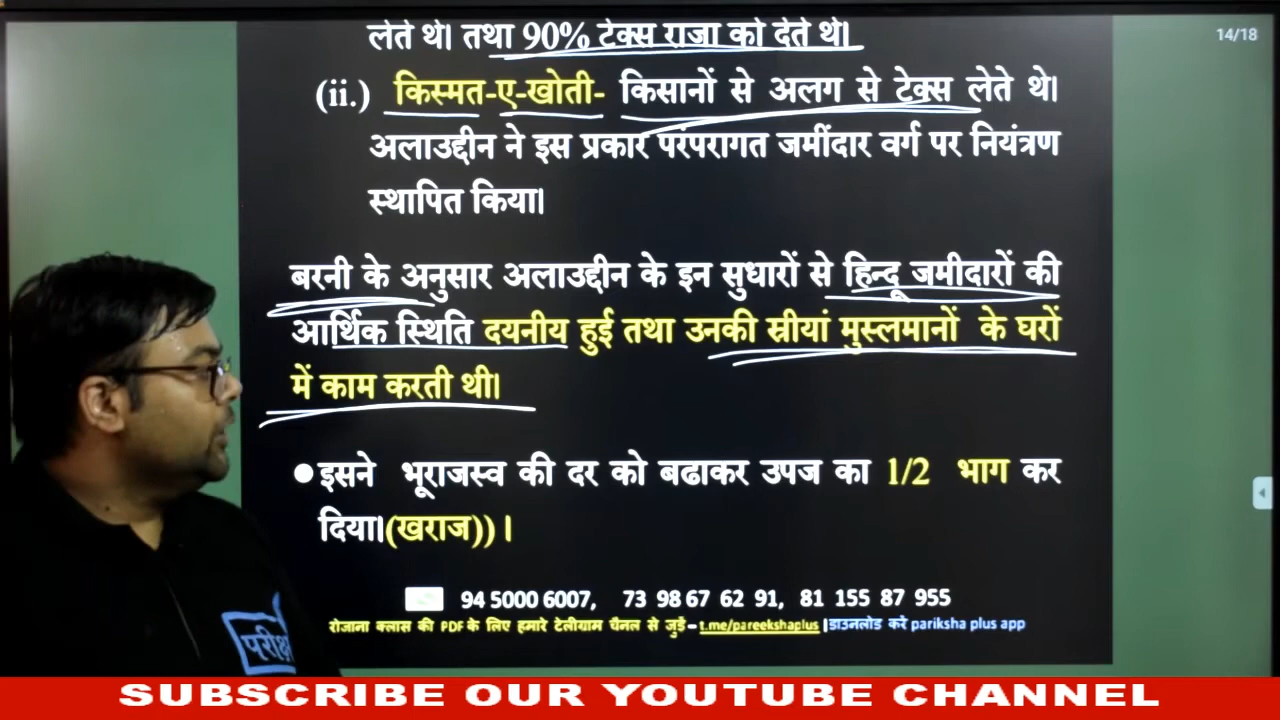 14/18
लेते थे। तथा 90% टेक्स राजा को देते थे।
(ii.) किस्मत-ए-खोती- किसानों से अलग से टेक्स लेते थे।
अलाउद्दीन ने इस प्रकार परंपरागत जमींदार वर्ग पर नियंत्रण
स्थापित किया।
बरनी के अनुसार अलाउद्दीन के इन सुधारों से हिन्दू जमीदारों की
आर्थिक स्थिति दयनीय हुई तथा उनकी स्रीयां मुस्लमानों के घरों
में काम करती थी।
●इसने भूराजस्व की दर को बढाकर उपज का 1/2 भाग कर
दिया।(खराज))।
94 5000 6007, 73 98 67 62 91, 81 155 87 955
रोजाना क्लास की PDF के लिए हमारे टेलीग्राम चैनल से जुड़ें–t.me/pareekshaplus |डाउनलोड करै pariksha plus app
परीक्षा
SUBSCRIBE OUR YOUTUBE CHANNEL